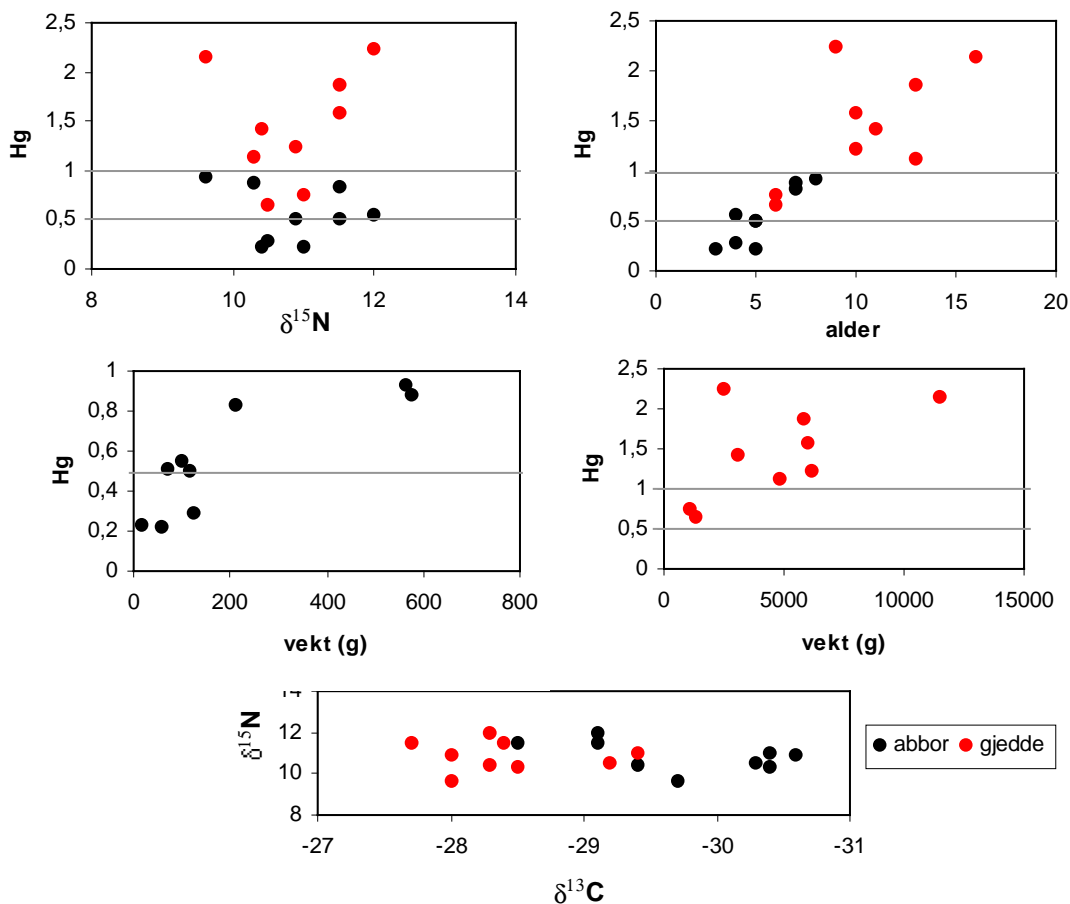 2,5
2
1,5
1
0,5
0
Hg
8 10 12 14
δ¹⁵N
2,5
2
1,5
1
0,5
0
Hg
0 5 10 15 20
alder
1
0,8
0,6
0,4
0,2
0
Hg
0 200 400 600 800
vekt (g)
2,5
2
1,5
1
0,5
0
Hg
0 5000 10000 15000
vekt (g)
14
12
10
8
δ¹⁵N
-27 -28 -29 -30 -31
δ¹³C
abbor gjedde